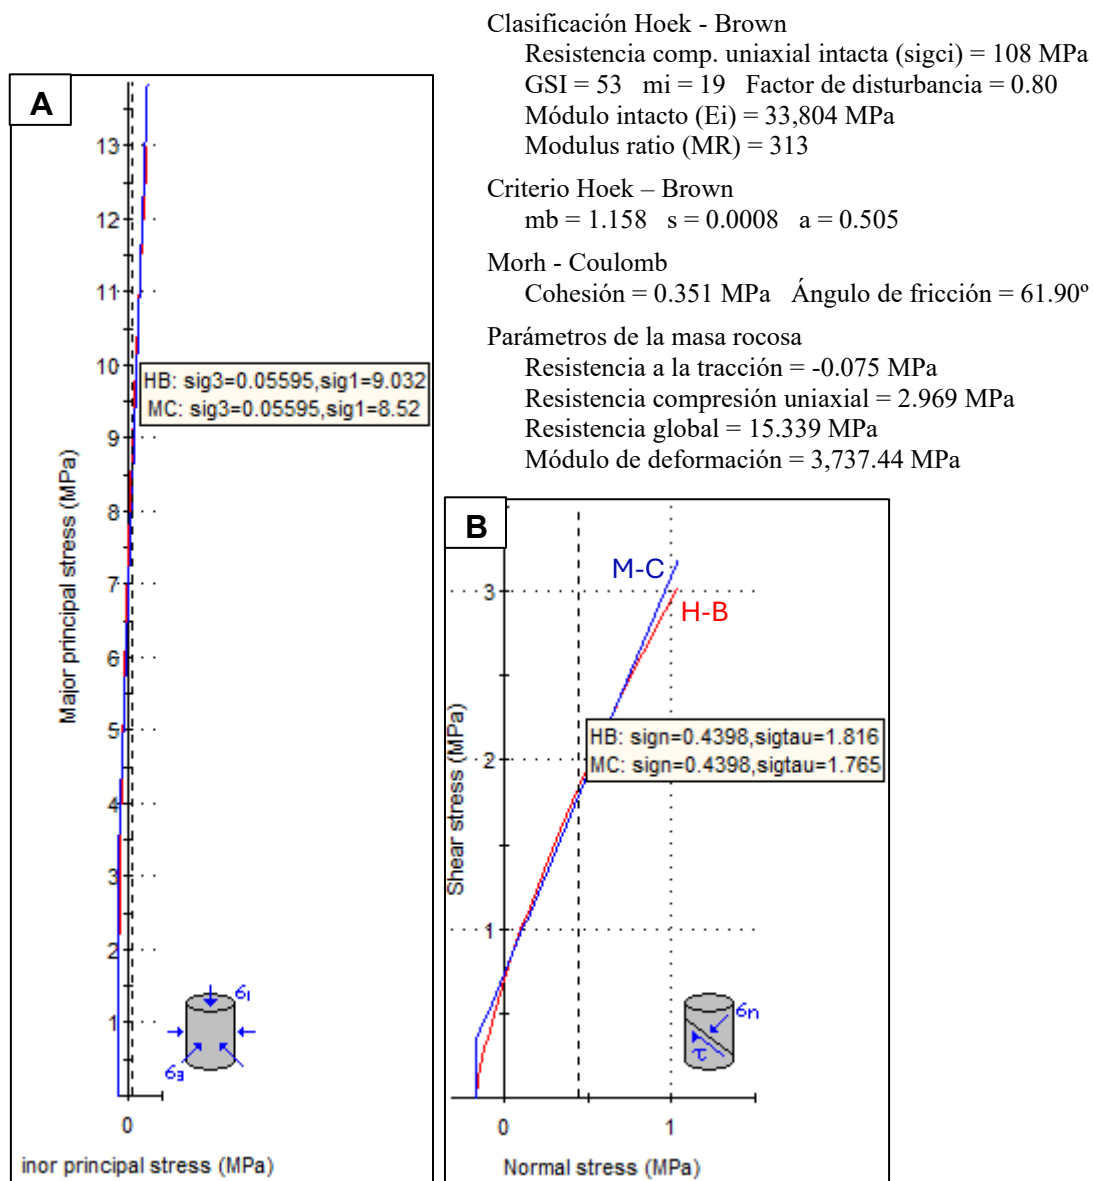 Clasificación Hoek - Brown
Resistencia comp. uniaxial intacta (sigci) = 108 MPa
GSI = 53 mi = 19 Factor de disturbancia = 0.80
Módulo intacto (Ei) = 33,804 MPa
Modulus ratio (MR) = 313
Criterio Hoek – Brown
mb = 1.158 s = 0.0008 a = 0.505
Morh - Coulomb
Cohesión = 0.351 MPa Ángulo de fricción = 61.90º
Parámetros de la masa rocosa
Resistencia a la tracción = -0.075 MPa
Resistencia compresión uniaxial = 2.969 MPa
Resistencia global = 15.339 MPa
Módulo de deformación = 3,737.44 MPa
A
13
12
11
10
9
8
7
6
5
4
3
2
1
0
Major principal stress (MPa)
HB: sig3=0.05595,sig1=9.032
MC: sig3=0.05595,sig1=8.52
σ1
σ3
inor principal stress (MPa)
B
M-C
H-B
3
2
1
Shear stress (MPa)
HB: sign=0.4398,sigtau=1.816
MC: sign=0.4398,sigtau=1.765
σn
τ
0 1
Normal stress (MPa)